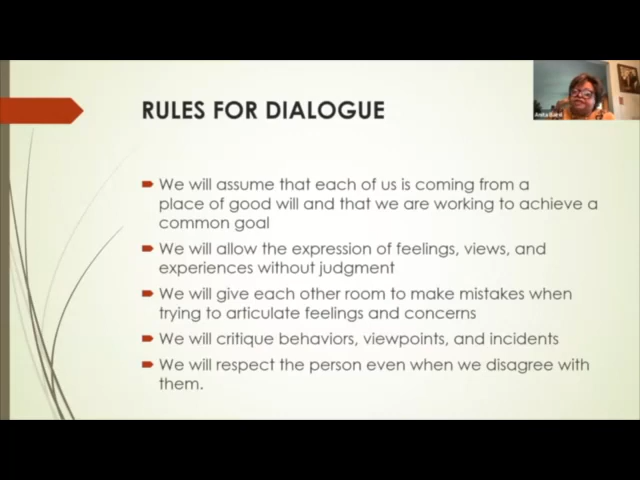 RULES FOR DIALOGUE
We will assume that each of us is coming from a
place of good will and that we are working to achieve a
common goal
We will allow the expression of feelings, views, and
experiences without judgment
We will give each other room to make mistakes when
trying to articulate feelings and concerns
We will critique behaviors, viewpoints, and incidents
We will respect the person even when we disagree with
them.
Anita